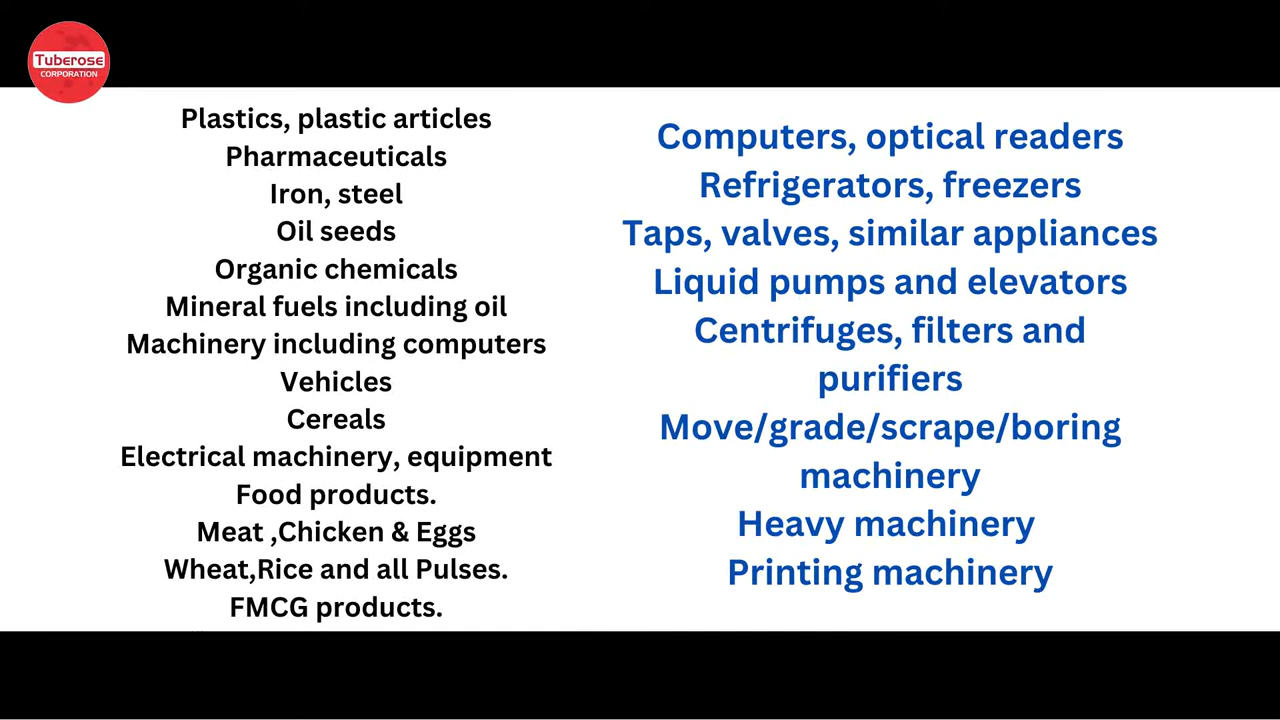 Tuberose
CORPORATION
Plastics, plastic articles
Pharmaceuticals
Iron, steel
Oil seeds
Organic chemicals
Mineral fuels including oil
Machinery including computers
Vehicles
Cereals
Electrical machinery, equipment
Food products.
Meat ,Chicken & Eggs
Wheat,Rice and all Pulses.
FMCG products.
Computers, optical readers
Refrigerators, freezers
Taps, valves, similar appliances
Liquid pumps and elevators
Centrifuges, filters and
purifiers
Move/grade/scrape/boring
machinery
Heavy machinery
Printing machinery